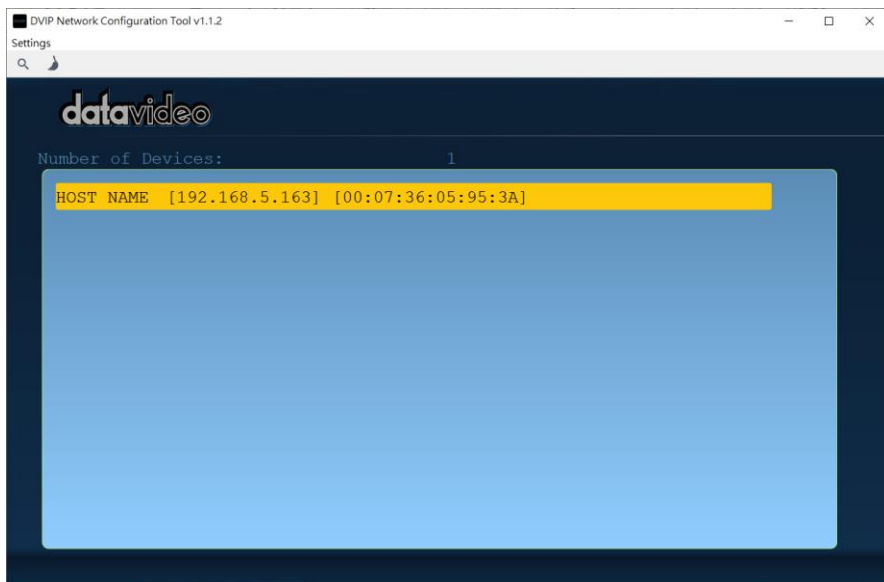 DVIP Network Configuration Tool v1.1.2
Settings
datavideo
Number of Devices: 1
HOST NAME [192.168.5.163] [00:07:36:05:95:3A]